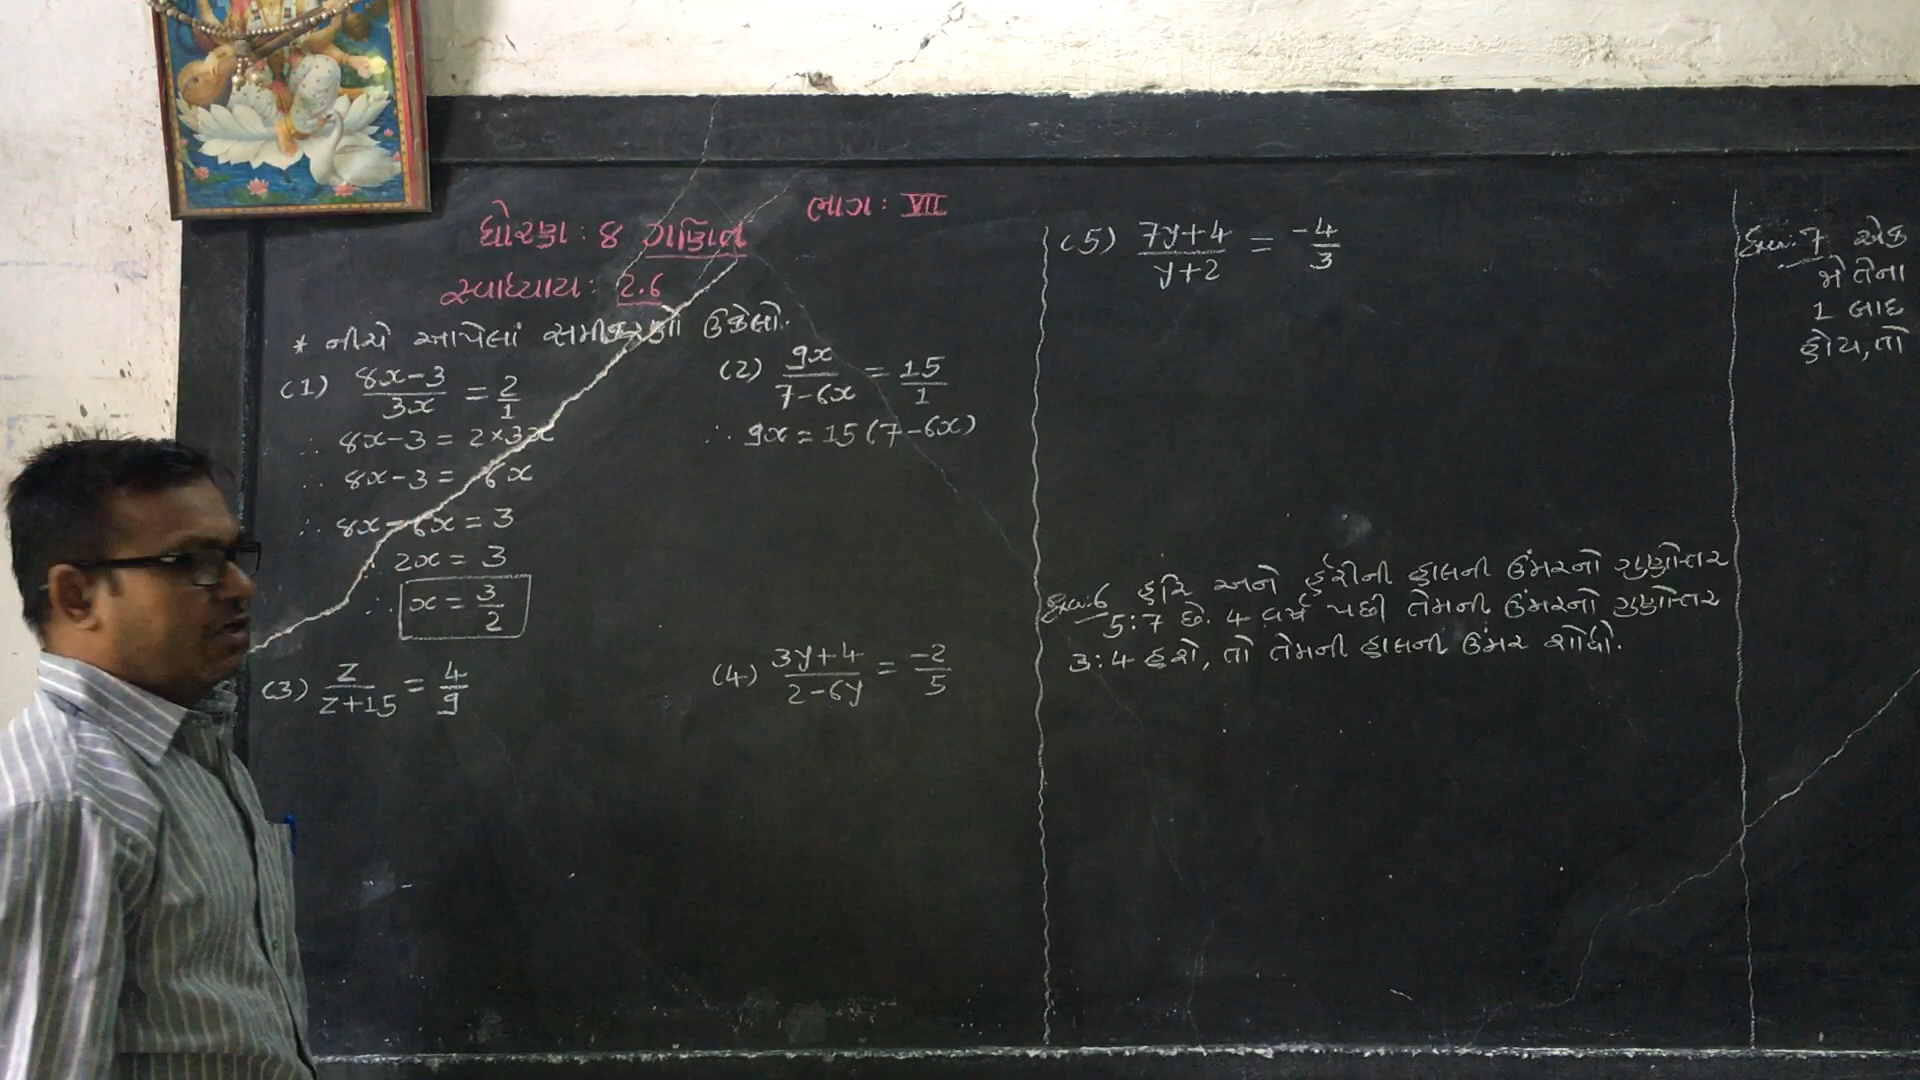 ધોરણ : 8 ગણિત ભાગ : VII
સ્વાધ્યાય : 2.6
* નીચે આપેલાં સમીકરણો ઉકેલો.
(1) (8x-3)/(3x) = 2/1
∴ 8x-3 = 2×3x
∴ 8x-3 = 6x
∴ 8x-6x = 3
∴ 2x = 3
∴ x = 3/2
(2) 9x/(7-6x) = 15/1
∴ 9x = 15(7-6x)
(3) z/(z+15) = 4/9
(4) (3y+4)/(2-6y) = -2/5
(5) (7y+4)/(y+2) = -4/3
6 હરિ અને હેરીની હાલની ઉંમરનો ગુણોત્તર
5:7 છે. 4 વર્ષ પછી તેમની ઉંમરનો ગુણોત્તર
3:4 હશે, તો તેમની હાલની ઉંમર શોધો.
7 એક
જો તેના
1 બાદ
હોય, તો